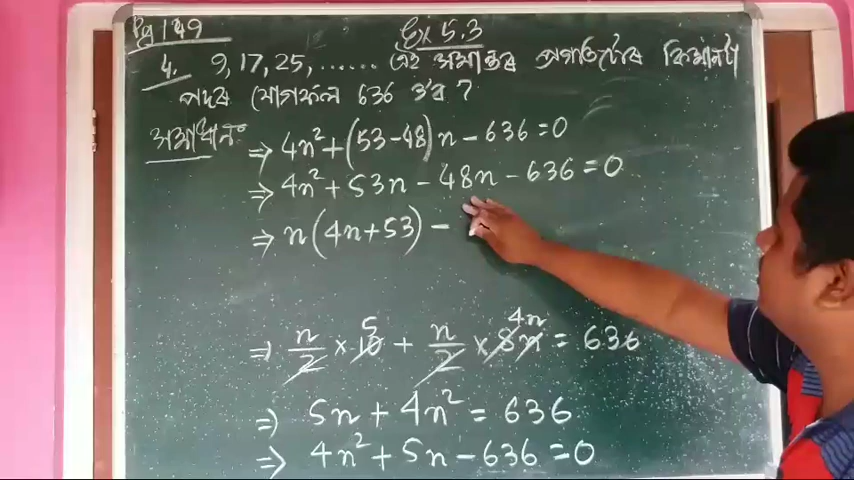 Pg 149 Ex 5.3
4. 9, 17, 25, ...... এই সমান্তৰ প্ৰগতিটোৰ কিমানটা
পদৰ যোগফল 636 হ'ব ?
সমাধানঃ
⇒ 4n² + (53-48)n - 636 = 0
⇒ 4n² + 53n - 48n - 636 = 0
⇒ n(4n+53) -
⇒ n/2 × 10 5 + n/2 × 8n 4n = 636
⇒ 5n + 4n² = 636
⇒ 4n² + 5n - 636 = 0